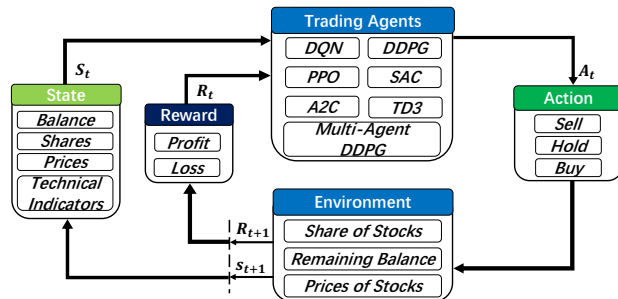 S_t
Trading Agents
DQN
DDPG
PPO
SAC
A2C
TD3
Multi-Agent
DDPG
R_t
A_t
State
Balance
Shares
Prices
Technical
Indicators
Reward
Profit
Loss
Action
Sell
Hold
Buy
Environment
Share of Stocks
Remaining Balance
Prices of Stocks
R_{t+1}
s_{t+1}